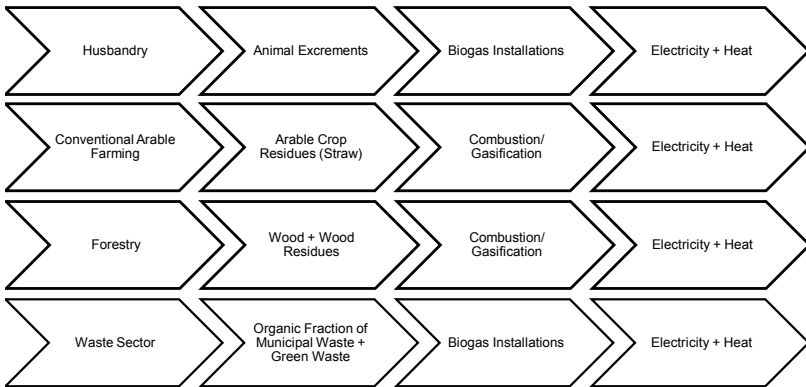 Husbandry
Animal Excrements
Biogas Installations
Electricity + Heat
Conventional Arable
Farming
Arable Crop
Residues (Straw)
Combustion/
Gasification
Electricity + Heat
Forestry
Wood + Wood
Residues
Combustion/
Gasification
Electricity + Heat
Waste Sector
Organic Fraction of
Municipal Waste +
Green Waste
Biogas Installations
Electricity + Heat